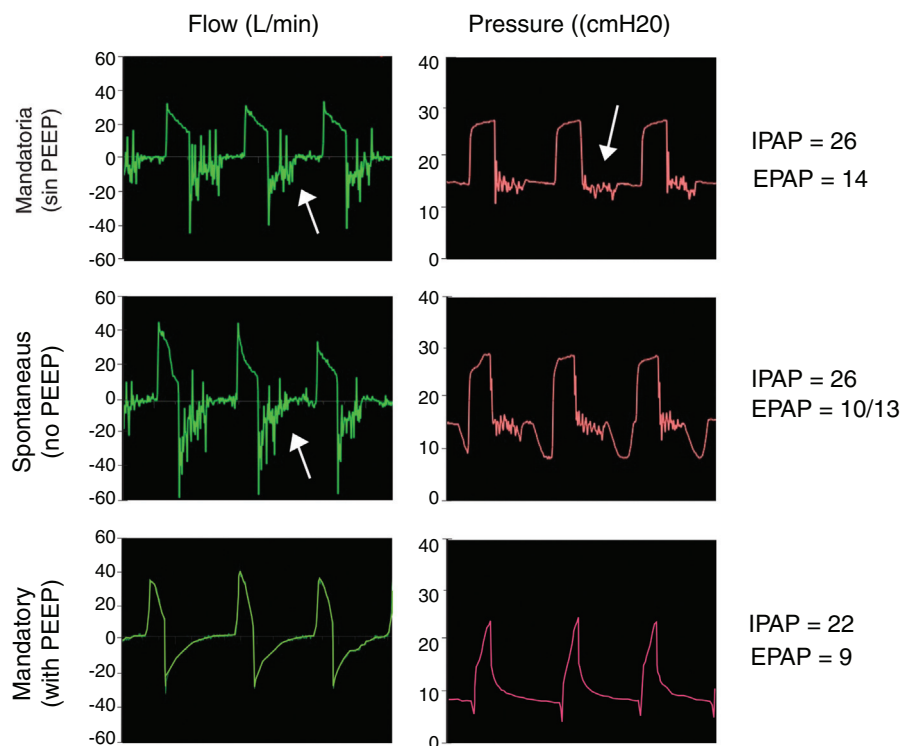 Flow (L/min)
Pressure ((cmH20)
Mandatoria
(sin PEEP)
60
40
20
0
-20
-40
-60
40
30
20
10
0
IPAP = 26
EPAP = 14
Spontaneaus
(no PEEP)
60
40
20
0
-20
-40
-60
40
30
20
10
0
IPAP = 26
EPAP = 10/13
Mandatory
(with PEEP)
60
40
20
0
-20
-40
-60
40
30
20
10
0
IPAP = 22
EPAP = 9